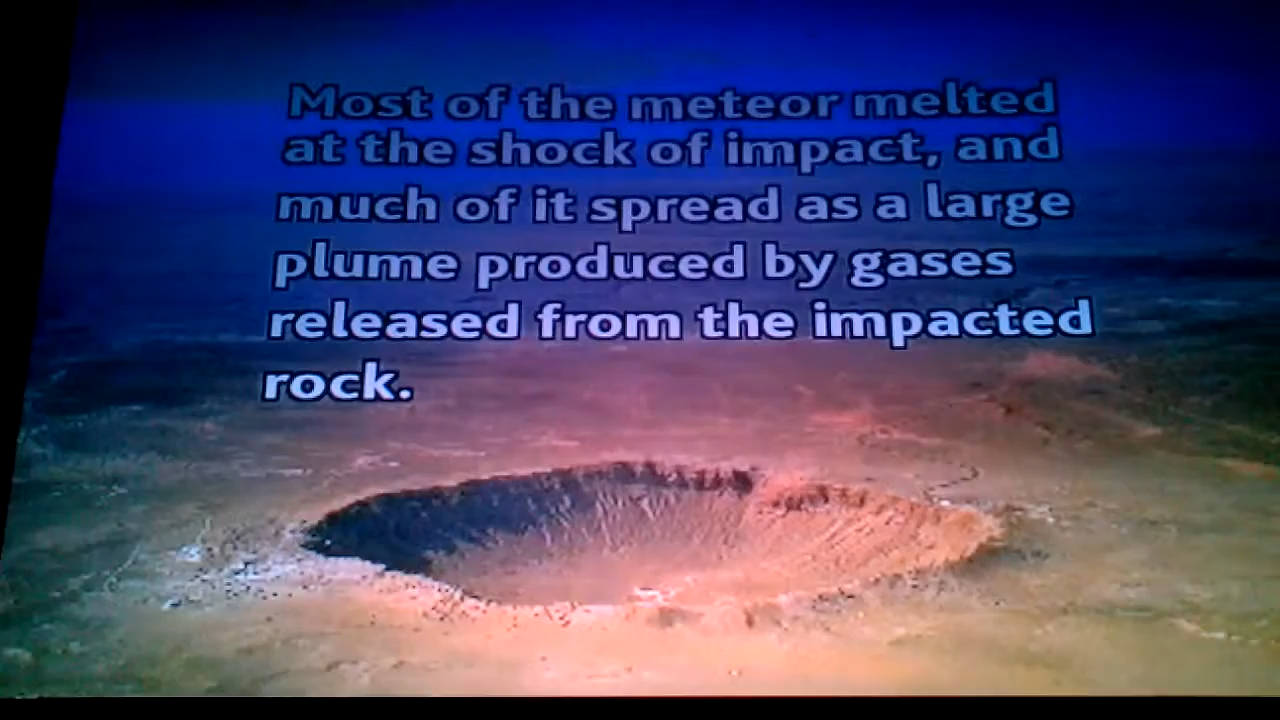 Most of the meteor melted
at the shock of impact, and
much of it spread as a large
plume produced by gases
released from the impacted
rock.